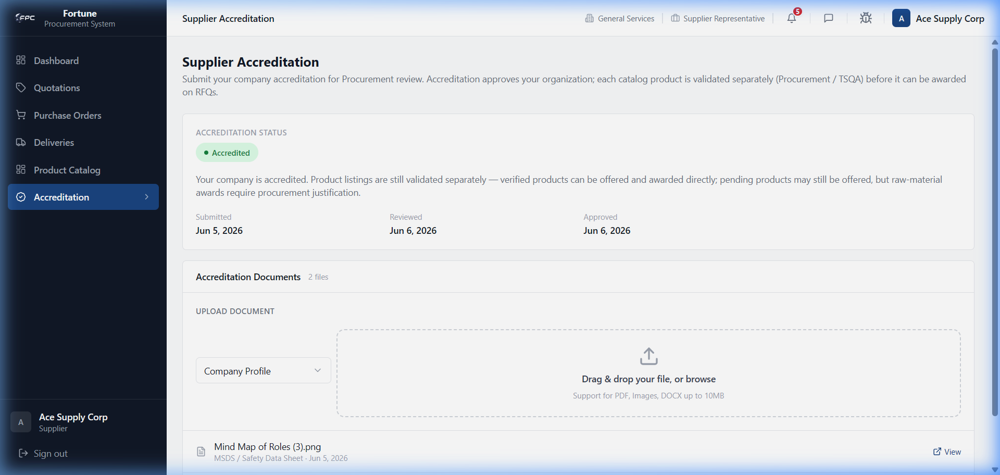 FPC
Fortune
Procurement System
Dashboard
Quotations
Purchase Orders
Deliveries
Product Catalog
Accreditation
A
Ace Supply Corp
Supplier
Sign out
Supplier Accreditation
General Services
Supplier Representative
5
A
Ace Supply Corp
Supplier Accreditation
Submit your company accreditation for Procurement review. Accreditation approves your organization; each catalog product is validated separately (Procurement / TSQA) before it can be awarded
on RFQs.
ACCREDITATION STATUS
Accredited
Your company is accredited. Product listings are still validated separately — verified products can be offered and awarded directly; pending products may still be offered, but raw-material
awards require procurement justification.
Submitted
Jun 5, 2026
Reviewed
Jun 6, 2026
Approved
Jun 6, 2026
Accreditation Documents 2 files
UPLOAD DOCUMENT
Company Profile
Drag & drop your file, or browse
Support for PDF, Images, DOCX up to 10MB
Mind Map of Roles (3).png
MSDS / Safety Data Sheet · Jun 5, 2026
View